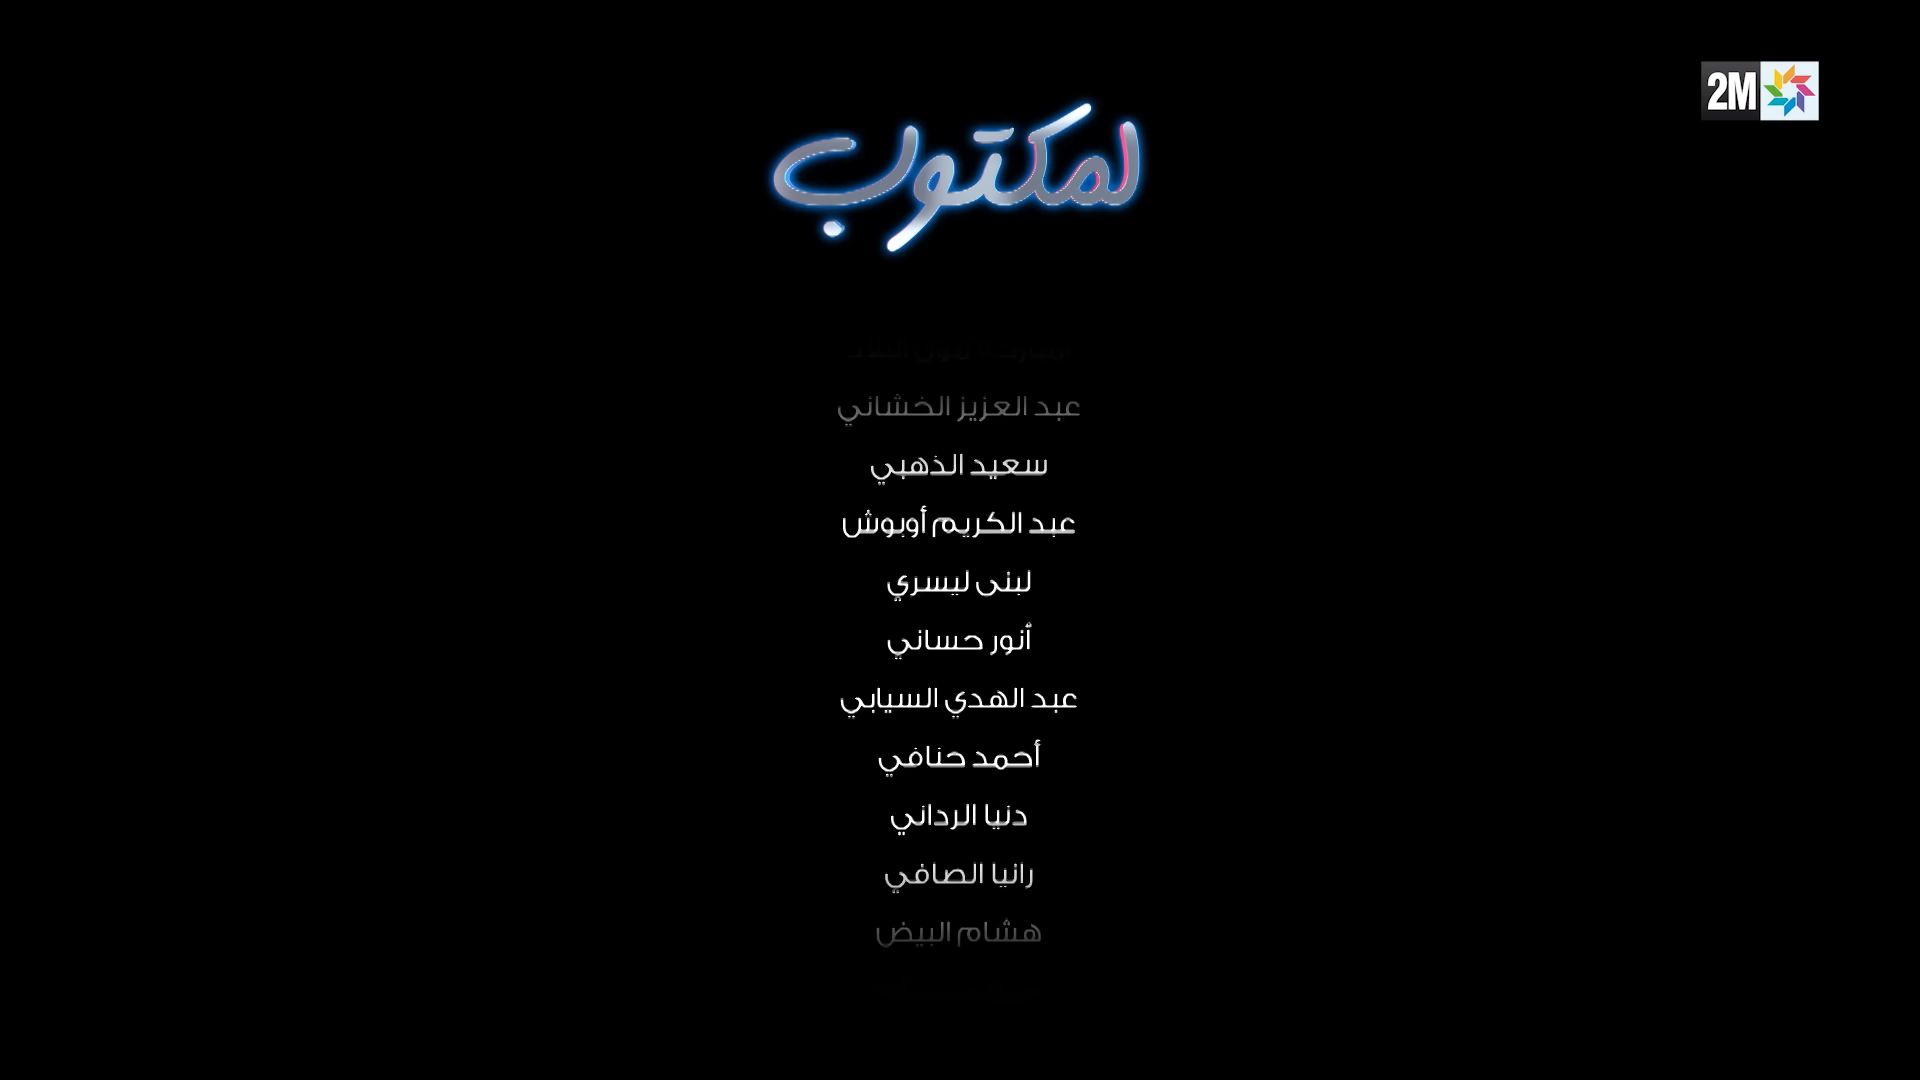 2M
لمكتوب
عبد العزيز الخشاني
سعيد الذهبي
عبد الكريم أوبوش
لبنى ليسري
أنور حساني
عبد الهدي السيابي
أحمد حنافي
دنيا الرداني
رانيا الصافي
هشام البيض